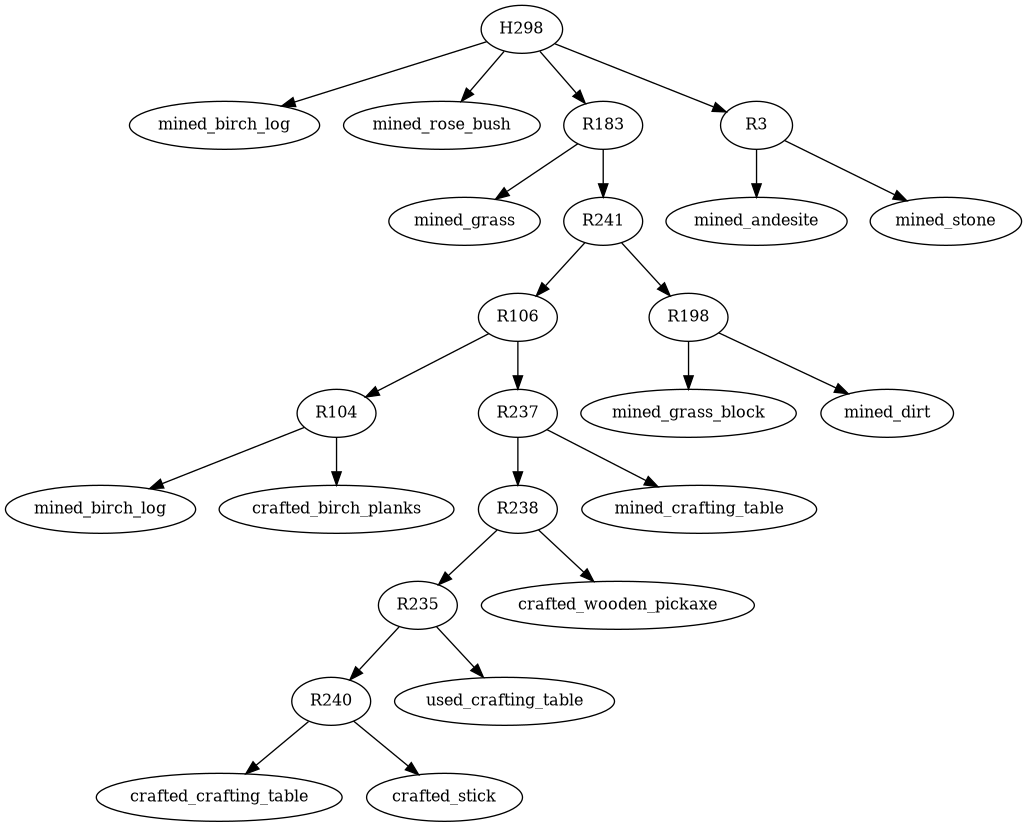 H298
mined_birch_log
mined_rose_bush
R183
R3
mined_grass
R241
mined_andesite
mined_stone
R106
R198
R104
R237
mined_grass_block
mined_dirt
mined_birch_log
crafted_birch_planks
R238
mined_crafting_table
R235
crafted_wooden_pickaxe
R240
used_crafting_table
crafted_crafting_table
crafted_stick